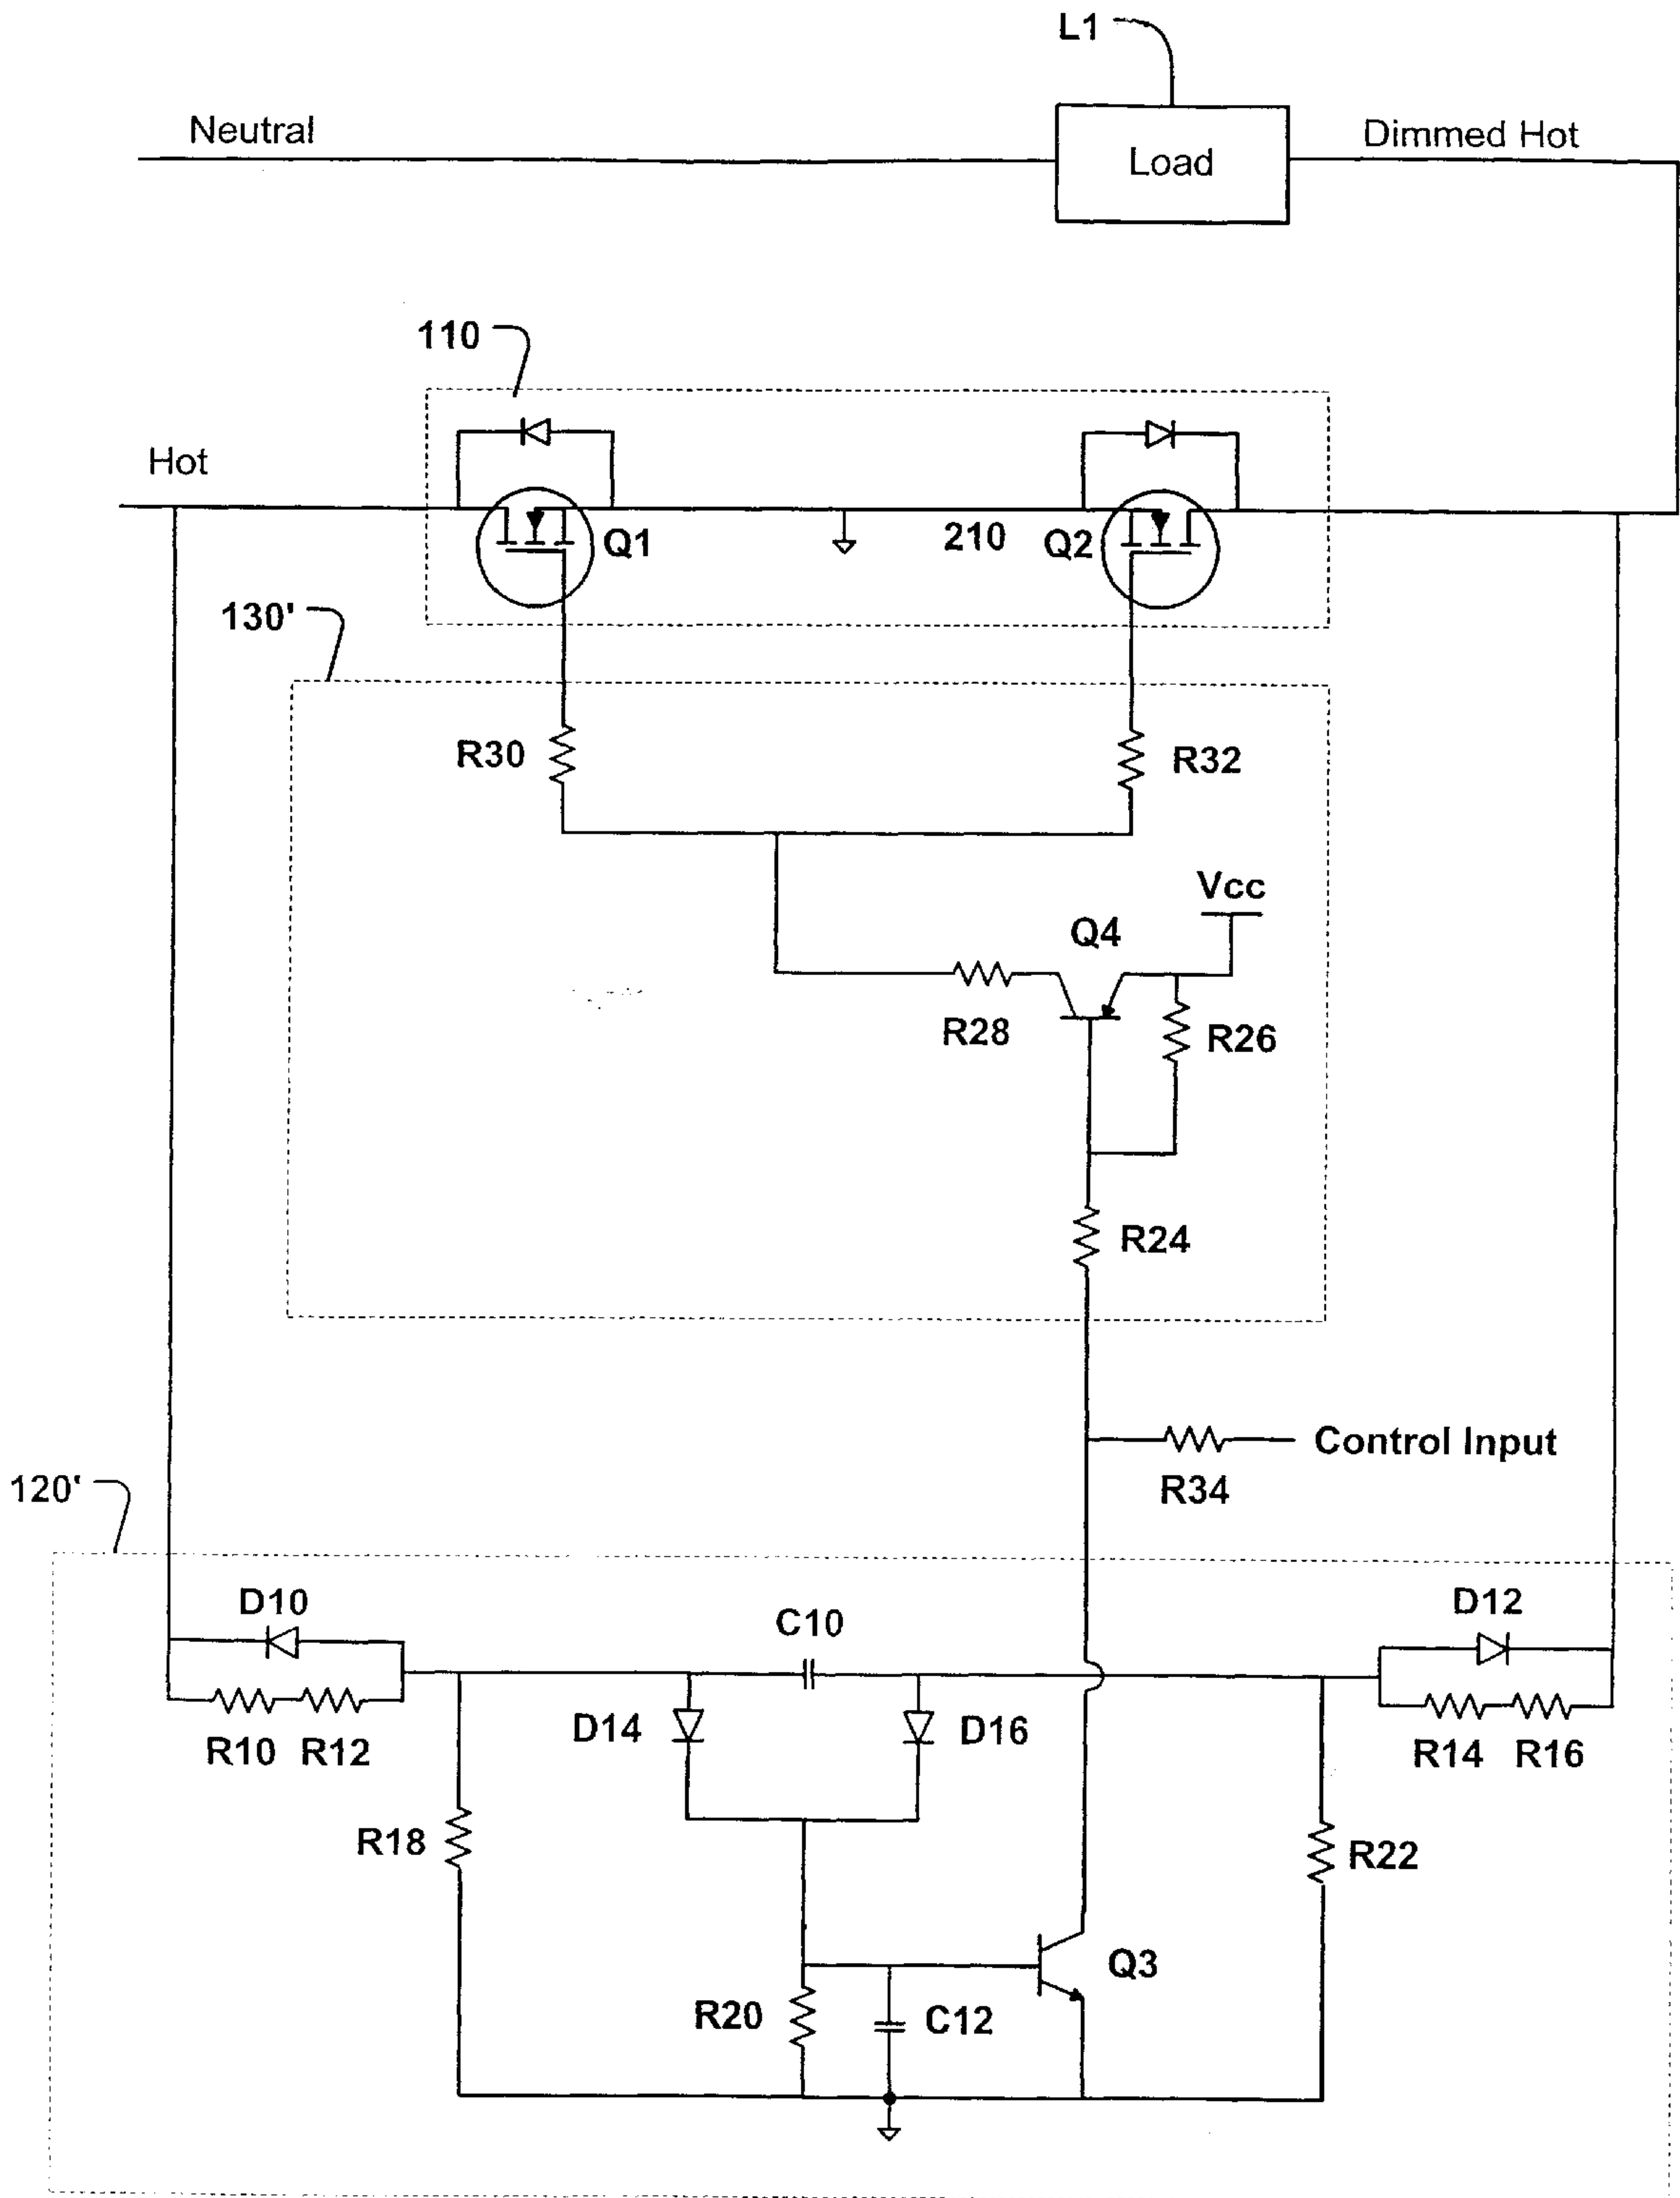 L1
Neutral
Load
Dimmed Hot
110
Hot
Q1
210
Q2
130'
R30
R32
Vcc
Q4
R28
R26
R24
Control Input
R34
120'
D10
C10
D12
R10 R12
D14
D16
R14 R16
R18
R22
Q3
R20
C12